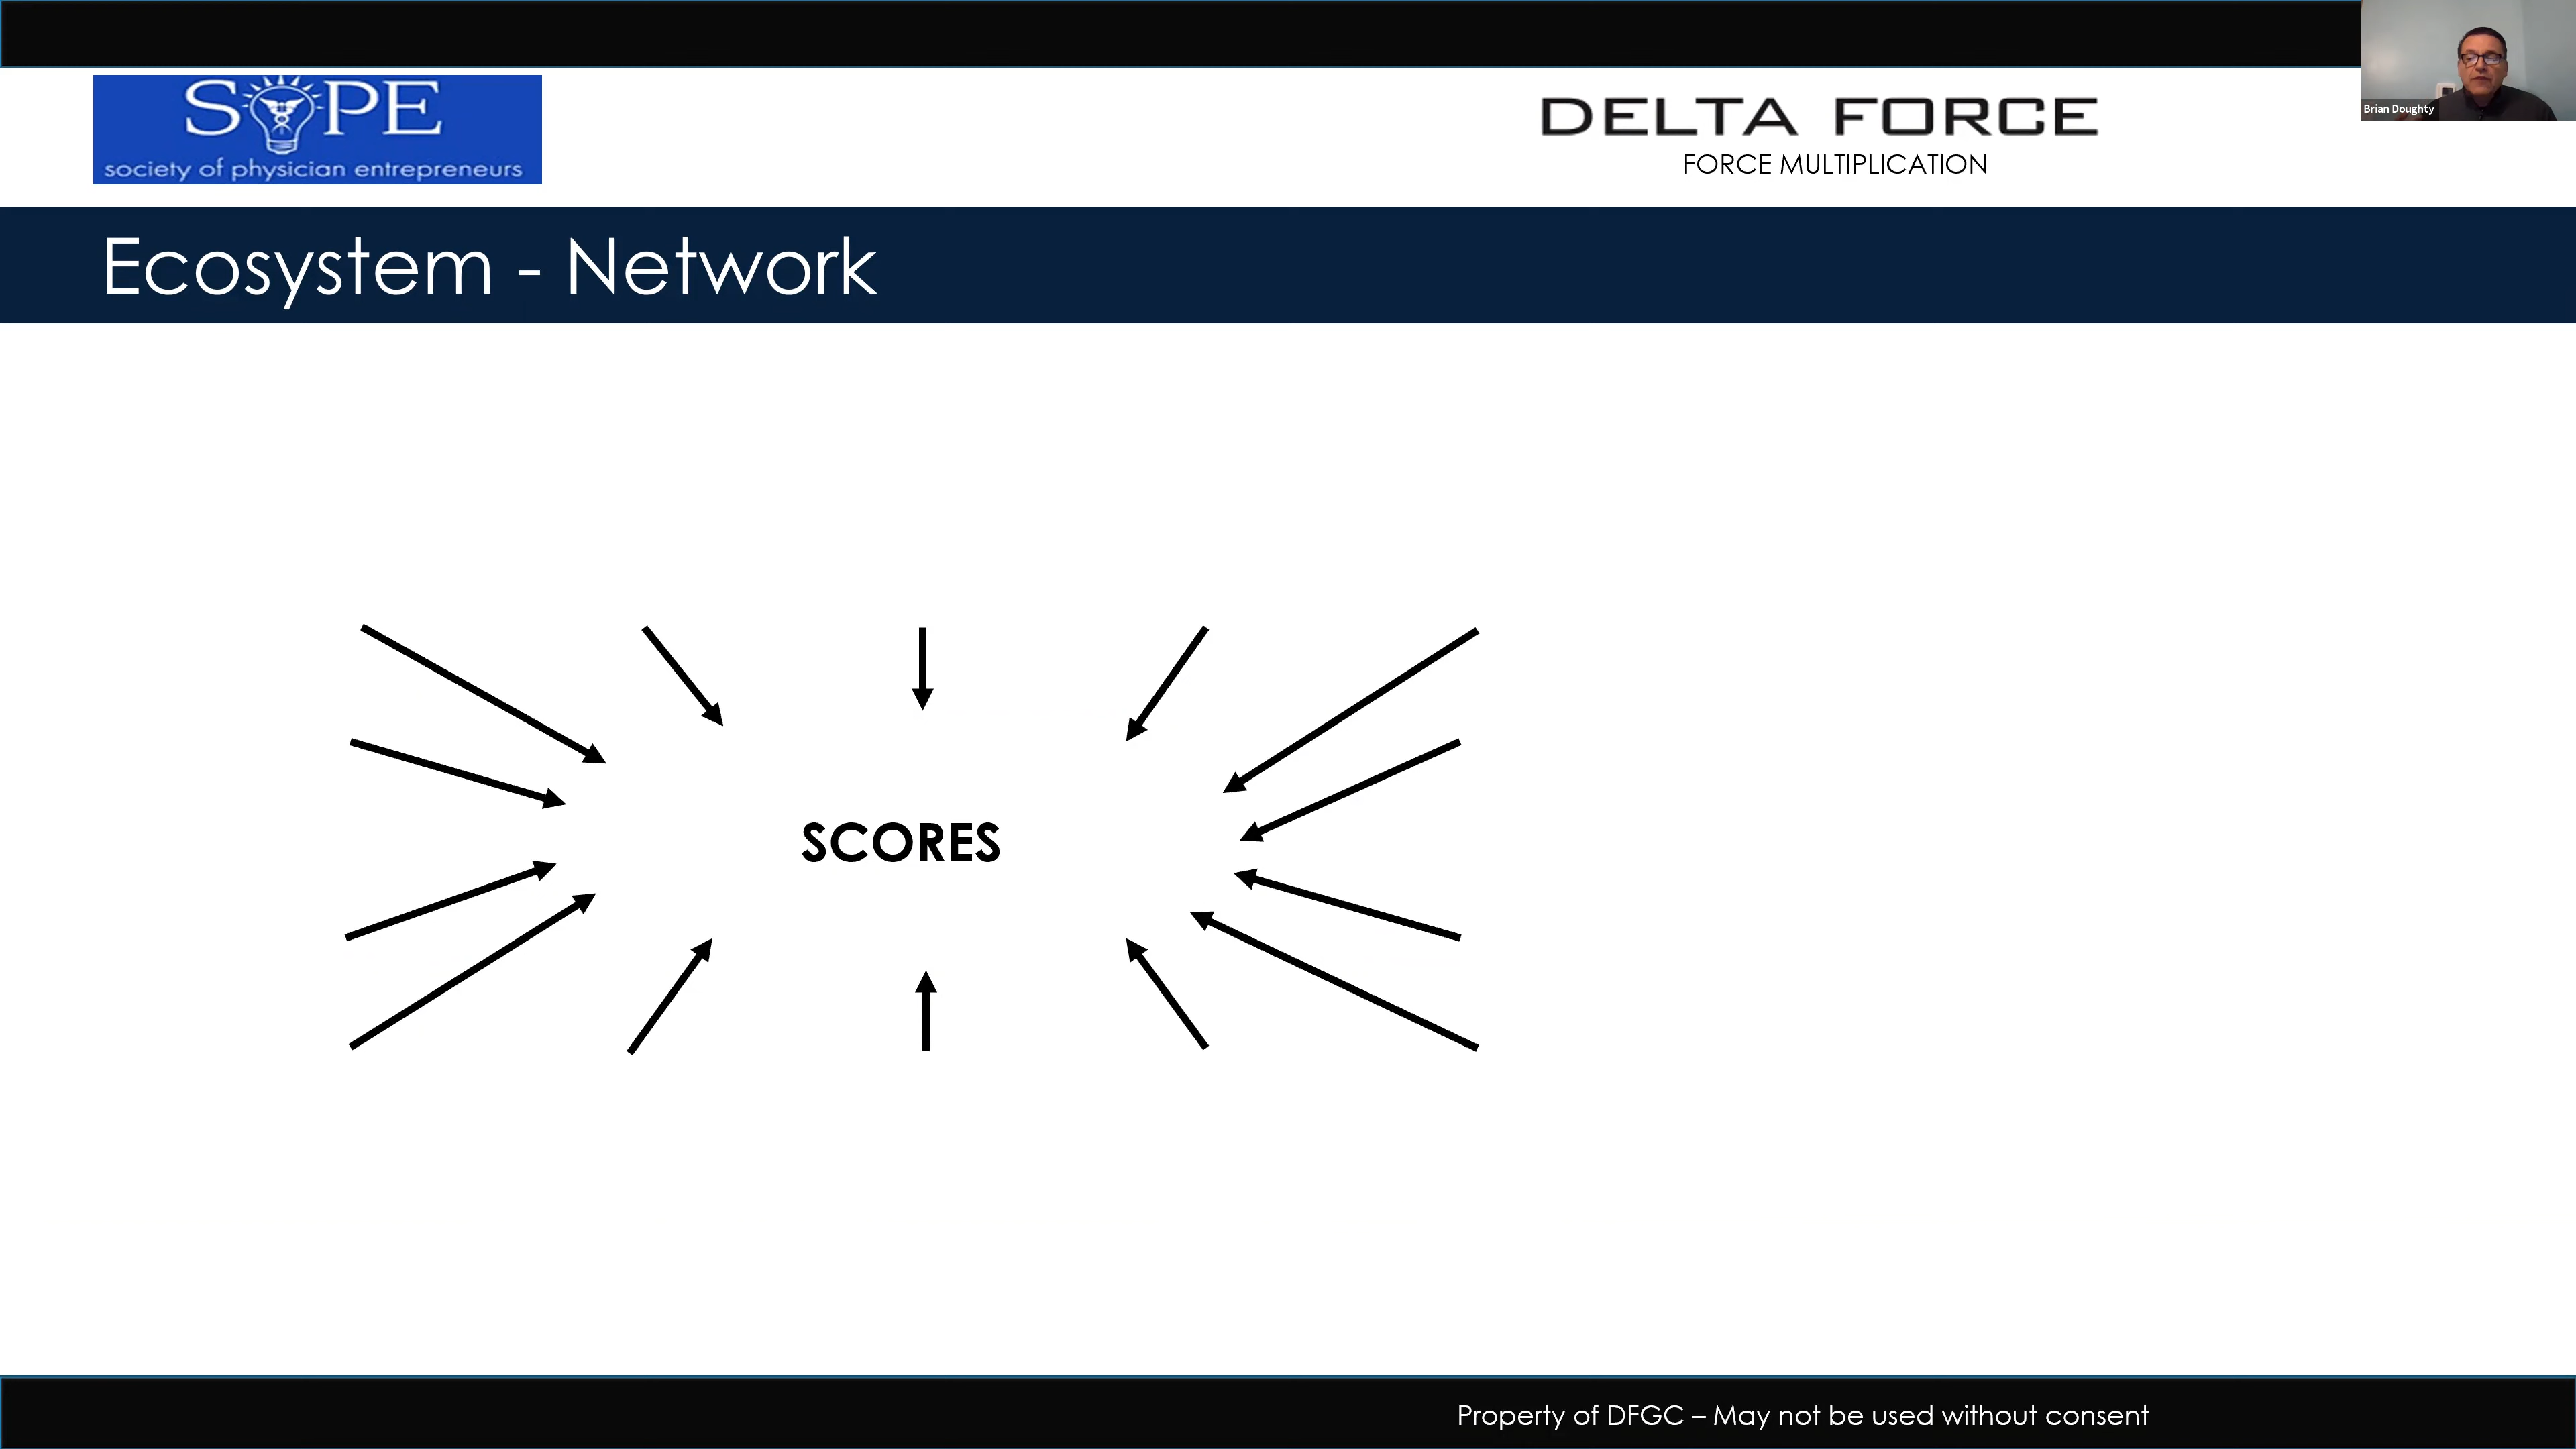 SOPE
society of physician entrepreneurs
DELTA FORCE
FORCE MULTIPLICATION
Brian Doughty
Ecosystem - Network
SCORES
Property of DFGC – May not be used without consent